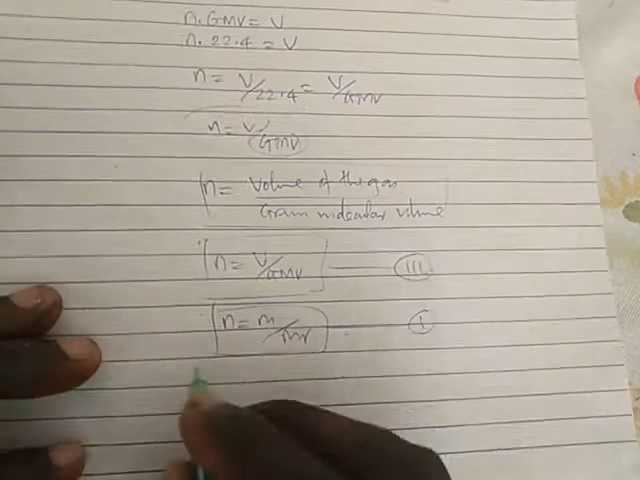 n.GMV = V
n. 22.4 = V
n = V/22.4 = V/GMV
n = V/GMV
n = Volume of the gas
Gram molecular volume
n = V/GMV — III
n = m/mr — I